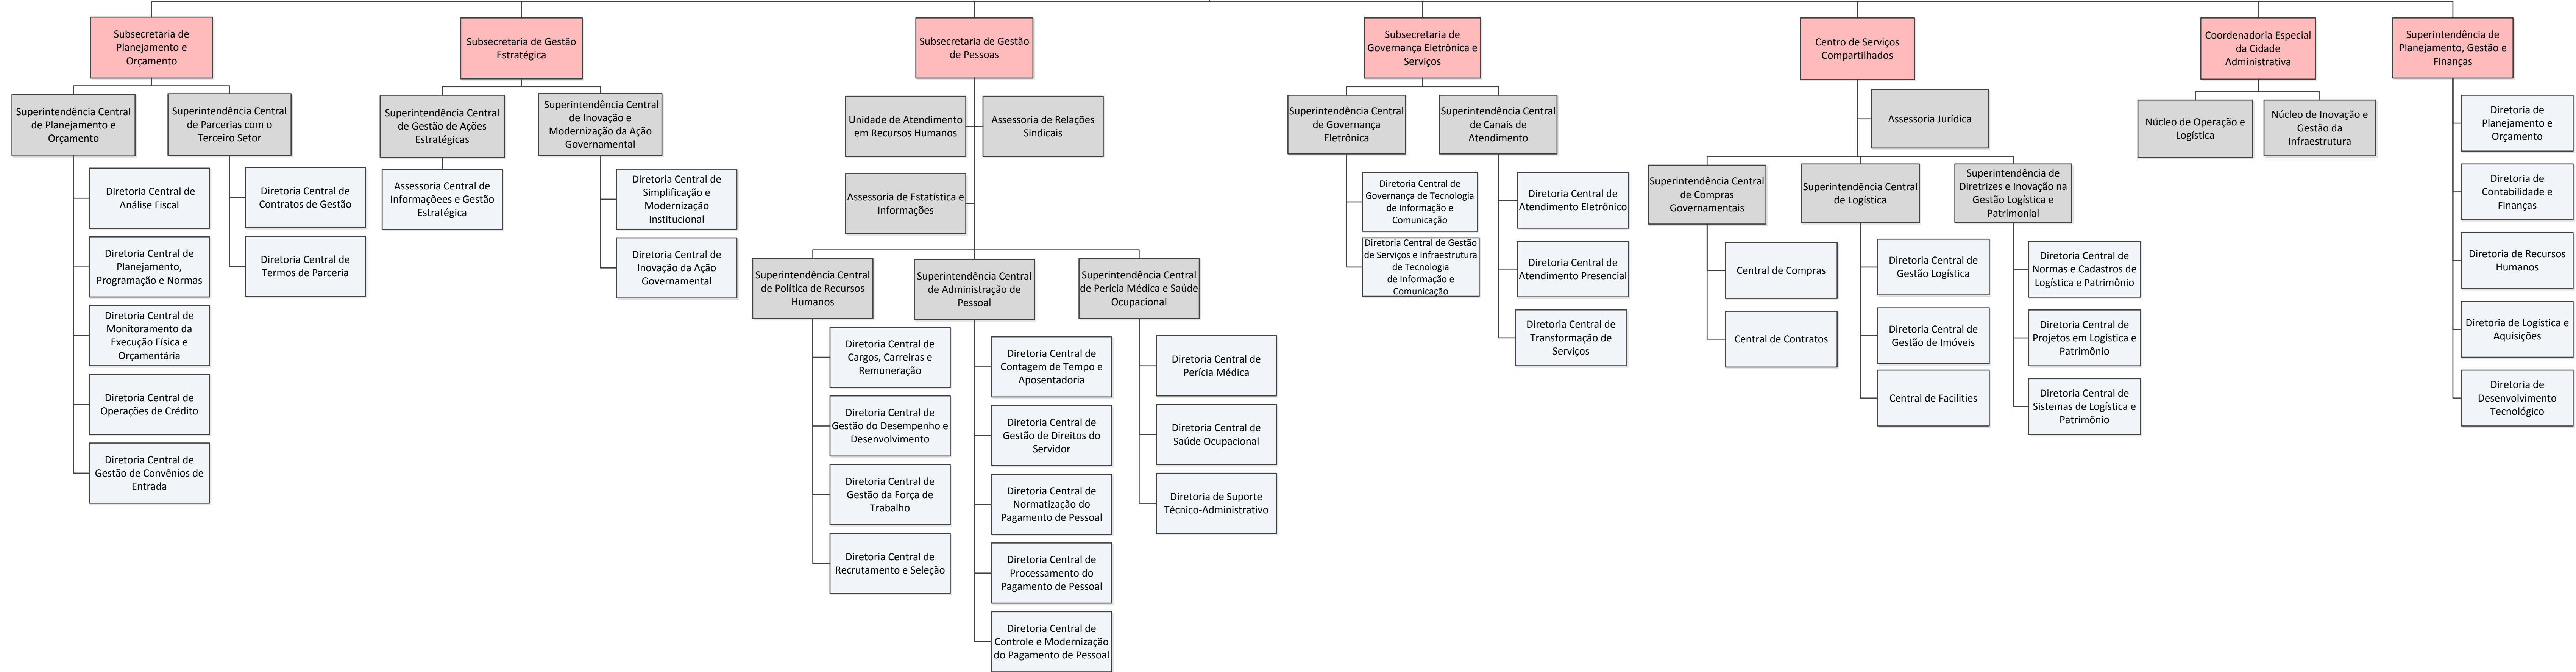 Subsecretaria de
Planejamento e
Orçamento
Superintendência Central
de Planejamento e
Orçamento
Diretoria Central de
Análise Fiscal
Diretoria Central de
Planejamento,
Programação e Normas
Diretoria Central de
Monitoramento da
Execução Física e
Orçamentária
Diretoria Central de
Operações de Crédito
Diretoria Central de
Gestão de Convênios de
Entrada
Superintendência Central
de Parcerias com o
Terceiro Setor
Diretoria Central de
Contratos de Gestão
Diretoria Central de
Termos de Parceria
Subsecretaria de Gestão
Estratégica
Superintendência Central
de Gestão de Ações
Estratégicas
Assessoria Central de
Informaçõees e Gestão
Estratégica
Superintendência Central
de Inovação e
Modernização da Ação
Governamental
Diretoria Central de
Simplificação e
Modernização
Institucional
Diretoria Central de
Inovação da Ação
Governamental
Subsecretaria de Gestão
de Pessoas
Unidade de Atendimento
em Recursos Humanos
Assessoria de Relações
Sindicais
Assessoria de Estatística e
Informações
Superintendência Central
de Política de Recursos
Humanos
Diretoria Central de
Cargos, Carreiras e
Remuneração
Diretoria Central de
Gestão do Desempenho e
Desenvolvimento
Diretoria Central de
Gestão da Força de
Trabalho
Diretoria Central de
Recrutamento e Seleção
Superintendência Central
de Administração de
Pessoal
Diretoria Central de
Contagem de Tempo e
Aposentadoria
Diretoria Central de
Gestão de Direitos do
Servidor
Diretoria Central de
Normatização do
Pagamento de Pessoal
Diretoria Central de
Processamento do
Pagamento de Pessoal
Diretoria Central de
Controle e Modernização
do Pagamento de Pessoal
Superintendência Central
de Perícia Médica e Saúde
Ocupacional
Diretoria Central de
Perícia Médica
Diretoria Central de
Saúde Ocupacional
Diretoria de Suporte
Técnico-Administrativo
Subsecretaria de
Governança Eletrônica e
Serviços
Superintendência Central
de Governança
Eletrônica
Diretoria Central de
Governança de Tecnologia
de Informação e
Comunicação
Diretoria Central de Gestão
de Serviços e Infraestrutura
de Tecnologia
de Informação e
Comunicação
Superintendência Central
de Canais de
Atendimento
Diretoria Central de
Atendimento Eletrônico
Diretoria Central de
Atendimento Presencial
Diretoria Central de
Transformação de
Serviços
Centro de Serviços
Compartilhados
Assessoria Jurídica
Superintendência Central
de Compras
Governamentais
Central de Compras
Central de Contratos
Superintendência Central
de Logística
Diretoria Central de
Gestão Logística
Diretoria Central de
Gestão de Imóveis
Central de Facilities
Superintendência de
Diretrizes e Inovação na
Gestão Logística e
Patrimonial
Diretoria Central de
Normas e Cadastros de
Logística e Patrimônio
Diretoria Central de
Projetos em Logística e
Patrimônio
Diretoria Central de
Sistemas de Logística e
Patrimônio
Coordenadoria Especial
da Cidade
Administrativa
Núcleo de Operação e
Logística
Núcleo de Inovação e
Gestão da
Infraestrutura
Superintendência de
Planejamento, Gestão e
Finanças
Diretoria de
Planejamento e
Orçamento
Diretoria de
Contabilidade e
Finanças
Diretoria de Recursos
Humanos
Diretoria de Logística e
Aquisições
Diretoria de
Desenvolvimento
Tecnológico